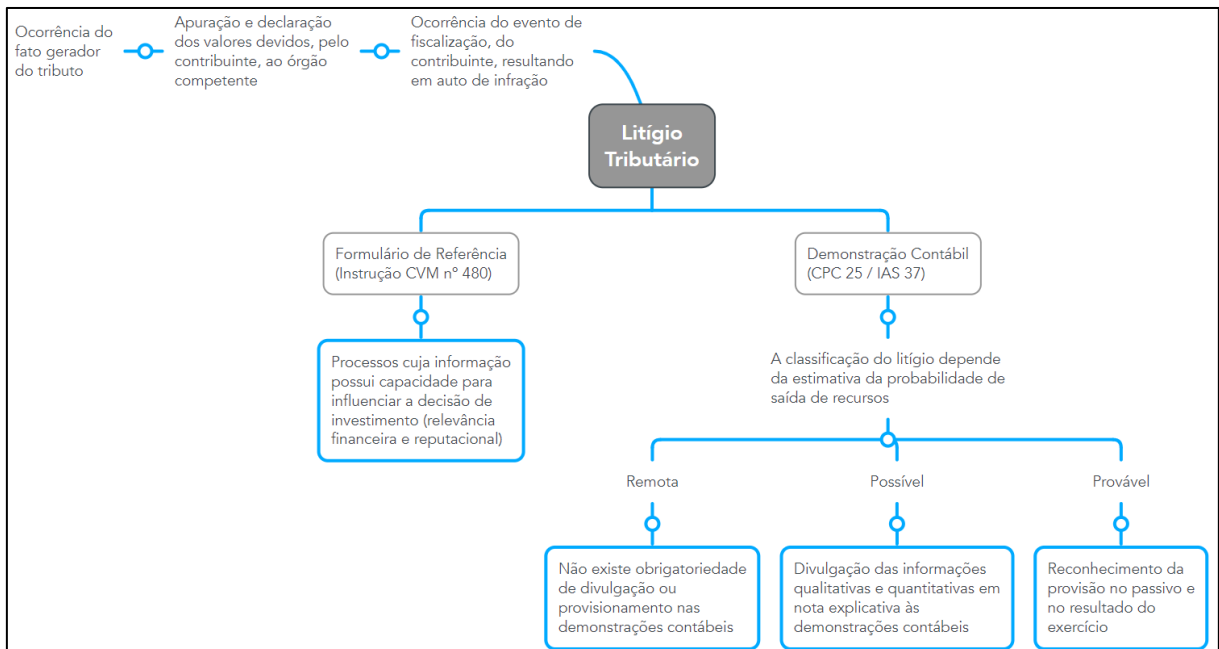 Ocorrência do
fato gerador
do tributo
Apuração e declaração
dos valores devidos, pelo
contribuinte, ao órgão
competente
Ocorrência do evento de
fiscalização, do
contribuinte, resultando
em auto de infração
Litígio
Tributário
Formulário de Referência
(Instrução CVM nº 480)
Demonstração Contábil
(CPC 25 / IAS 37)
Processos cuja informação
possui capacidade para
influenciar a decisão de
investimento (relevância
financeira e reputacional)
A classificação do litígio depende
da estimativa da probabilidade de
saída de recursos
Remota
Possível
Provável
Não existe obrigatoriedade
de divulgação ou
provisionamento nas
demonstrações contábeis
Divulgação das informações
qualitativas e quantitativas em
nota explicativa às
demonstrações contábeis
Reconhecimento da
provisão no passivo e
no resultado do
exercício